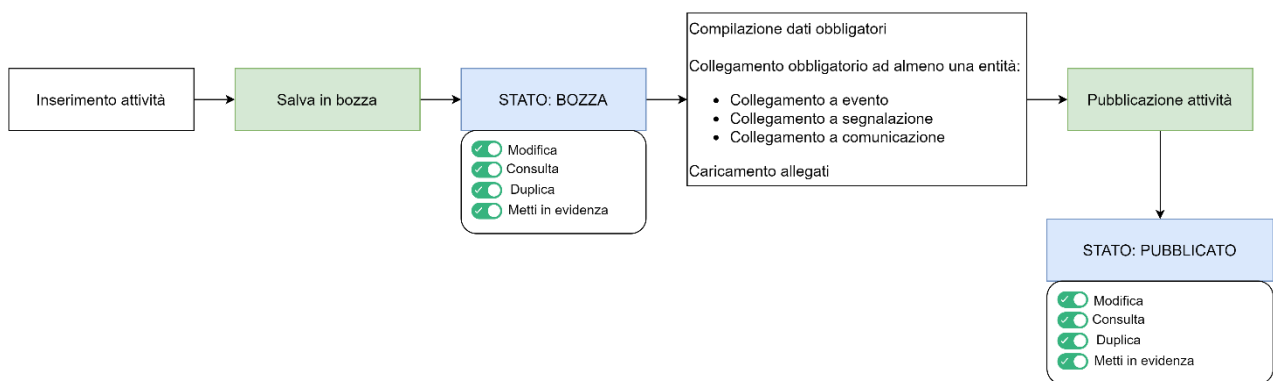 Inserimento attività
Salva in bozza
STATO: BOZZA
Modifica
Consulta
Duplica
Metti in evidenza
Compilazione dati obbligatori
Collegamento obbligatorio ad almeno una entità:
Collegamento a evento
Collegamento a segnalazione
Collegamento a comunicazione
Caricamento allegati
Pubblicazione attività
STATO: PUBBLICATO
Modifica
Consulta
Duplica
Metti in evidenza